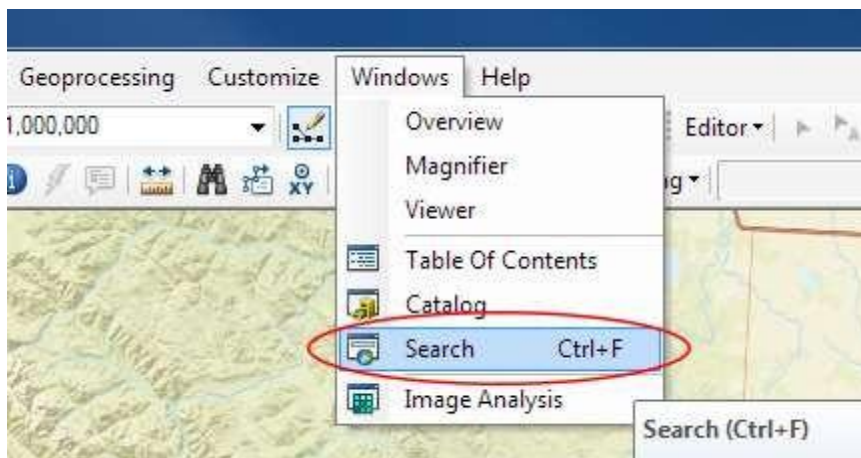 Geoprocessing Customize Windows Help
1,000,000 Overview Editor
Magnifier
XY
Viewer
Table Of Contents
Catalog
Search Ctrl+F
Image Analysis
Search (Ctrl+F)